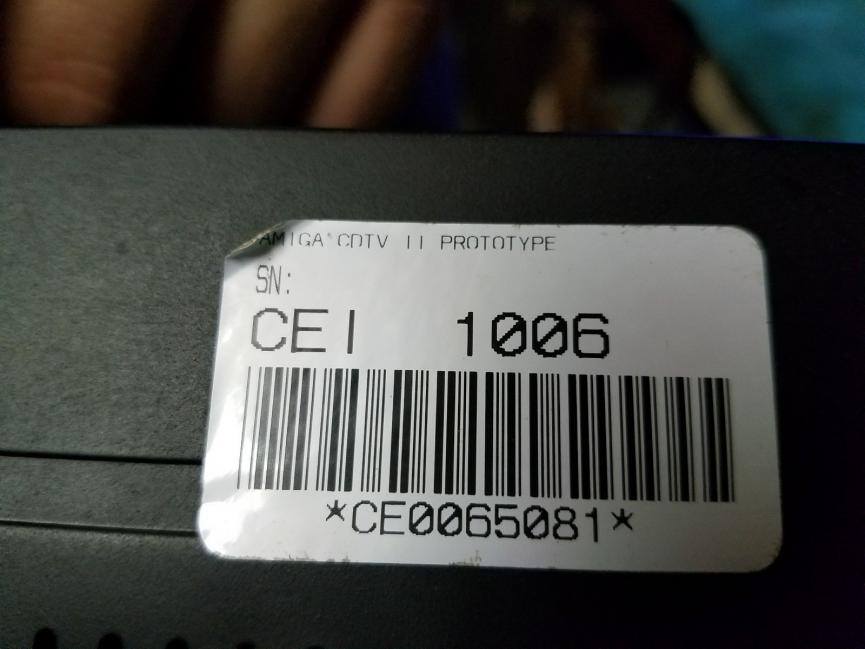 AMIGA CDTV II PROTOTYPE
SN:
CEI 1006
*CE0065081*